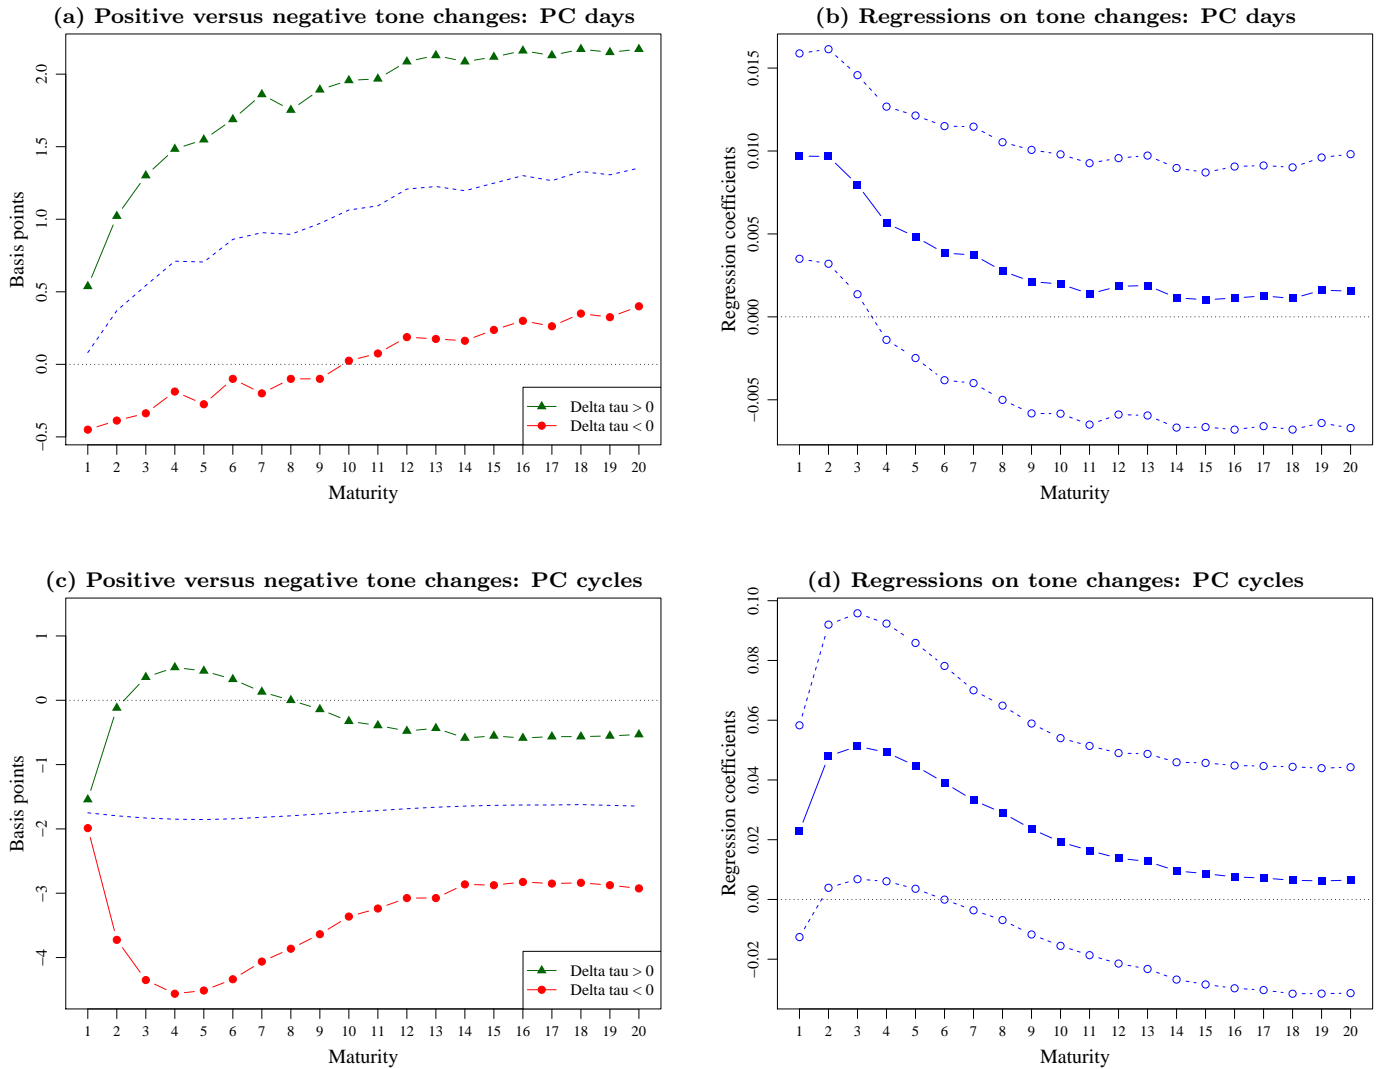 (a) Positive versus negative tone changes: PC days
Basis points
2.0
1.5
1.0
0.5
0.0
−0.5
Delta tau > 0
Delta tau < 0
1 2 3 4 5 6 7 8 9 10 11 12 13 14 15 16 17 18 19 20
Maturity
(b) Regressions on tone changes: PC days
Regression coefficients
0.015
0.010
0.005
0.000
−0.005
1 2 3 4 5 6 7 8 9 10 11 12 13 14 15 16 17 18 19 20
Maturity
(c) Positive versus negative tone changes: PC cycles
Basis points
1
0
−1
−2
−3
−4
Delta tau > 0
Delta tau < 0
1 2 3 4 5 6 7 8 9 10 11 12 13 14 15 16 17 18 19 20
Maturity
(d) Regressions on tone changes: PC cycles
Regression coefficients
0.10
0.08
0.06
0.04
0.02
0.00
−0.02
1 2 3 4 5 6 7 8 9 10 11 12 13 14 15 16 17 18 19 20
Maturity